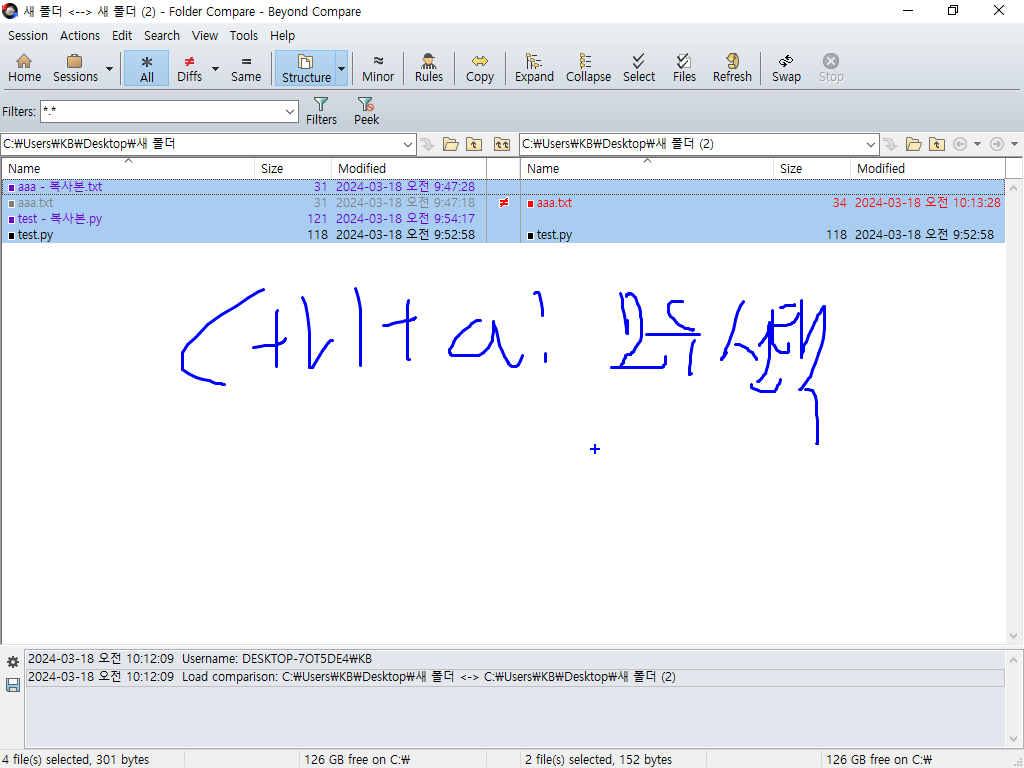 새 폴더 <--> 새 폴더 (2) - Folder Compare - Beyond Compare
Session Actions Edit Search View Tools Help
Home Sessions All Diffs Same Structure Minor Rules Copy Expand Collapse Select Files Refresh Swap Stop
Filters: *.* Filters Peek
C:₩Users₩KB₩Desktop₩새 폴더 C:₩Users₩KB₩Desktop₩새 폴더 (2)
Name Size Modified Name Size Modified
aaa - 복사본.txt 31 2024-03-18 오전 9:47:28
aaa.txt 31 2024-03-18 오전 9:47:18 ≠ aaa.txt 34 2024-03-18 오전 10:13:28
test - 복사본.py 121 2024-03-18 오전 9:54:17
test.py 118 2024-03-18 오전 9:52:58 test.py 118 2024-03-18 오전 9:52:58
Ctrl+a: 모두선택
2024-03-18 오전 10:12:09 Username: DESKTOP-7OT5DE4₩KB
2024-03-18 오전 10:12:09 Load comparison: C:₩Users₩KB₩Desktop₩새 폴더 <-> C:₩Users₩KB₩Desktop₩새 폴더 (2)
4 file(s) selected, 301 bytes 126 GB free on C:₩ 2 file(s) selected, 152 bytes 126 GB free on C:₩